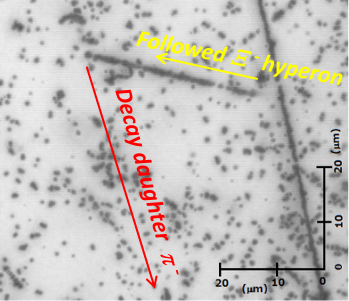 Followed Ξ⁻ hyperon
Decay daughter π⁻
20
(μm)
10
0
20
10
0
(μm)